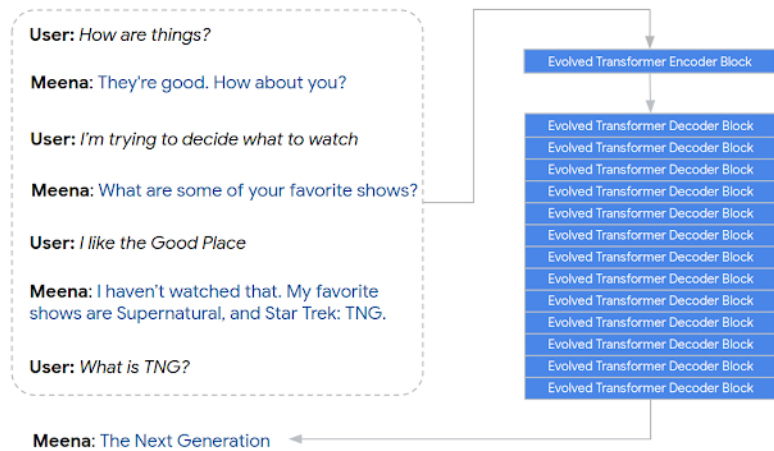 User: How are things?
Meena: They're good. How about you?
User: I'm trying to decide what to watch
Meena: What are some of your favorite shows?
User: I like the Good Place
Meena: I haven't watched that. My favorite
shows are Supernatural, and Star Trek: TNG.
User: What is TNG?
Meena: The Next Generation
Evolved Transformer Encoder Block
Evolved Transformer Decoder Block
Evolved Transformer Decoder Block
Evolved Transformer Decoder Block
Evolved Transformer Decoder Block
Evolved Transformer Decoder Block
Evolved Transformer Decoder Block
Evolved Transformer Decoder Block
Evolved Transformer Decoder Block
Evolved Transformer Decoder Block
Evolved Transformer Decoder Block
Evolved Transformer Decoder Block
Evolved Transformer Decoder Block
Evolved Transformer Decoder Block